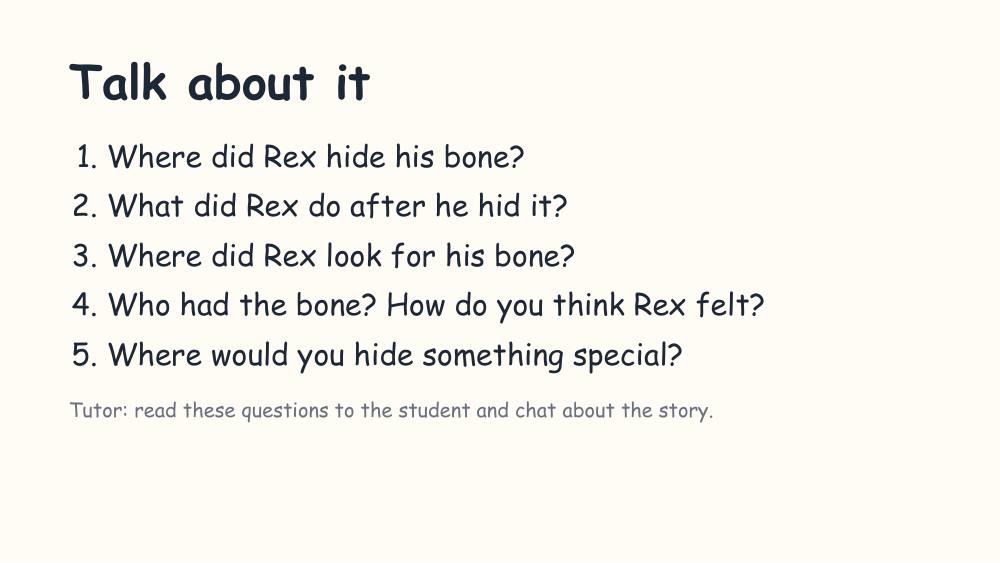 Talk about it
1. Where did Rex hide his bone?
2. What did Rex do after he hid it?
3. Where did Rex look for his bone?
4. Who had the bone? How do you think Rex felt?
5. Where would you hide something special?
Tutor: read these questions to the student and chat about the story.